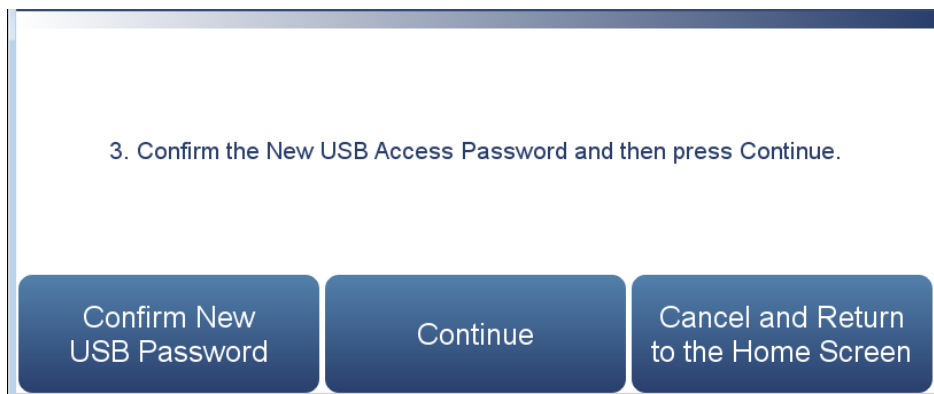 3. Confirm the New USB Access Password and then press Continue.
Confirm New
USB Password
Continue
Cancel and Return
to the Home Screen